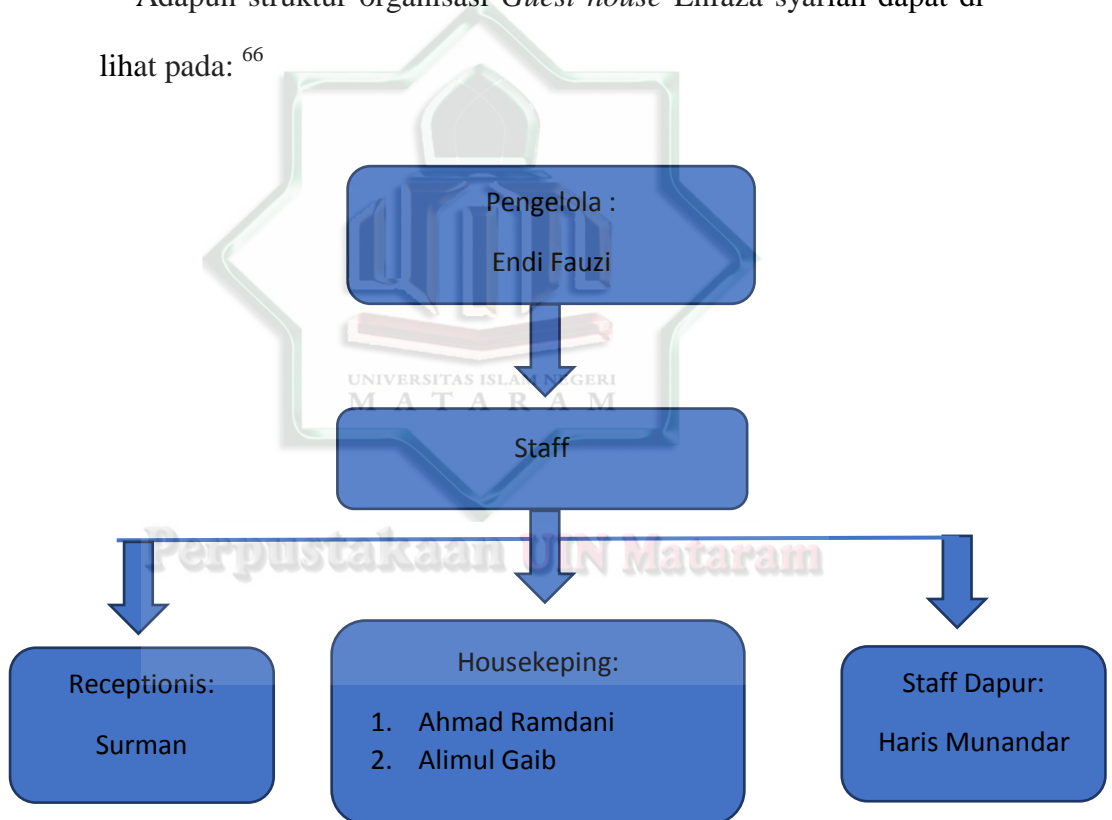 Adapun struktur organisasi Guest house Enraza syariah dapat di
lihat pada: 66
Pengelola :
Endi Fauzi
UNIVERSITAS ISLAM NEGERI
M A T A R A M
Staff
Perpustakaan UIN Mataram
Receptionis:
Surman
Housekeping:
1. Ahmad Ramdani
2. Alimul Gaib
Staff Dapur:
Haris Munandar